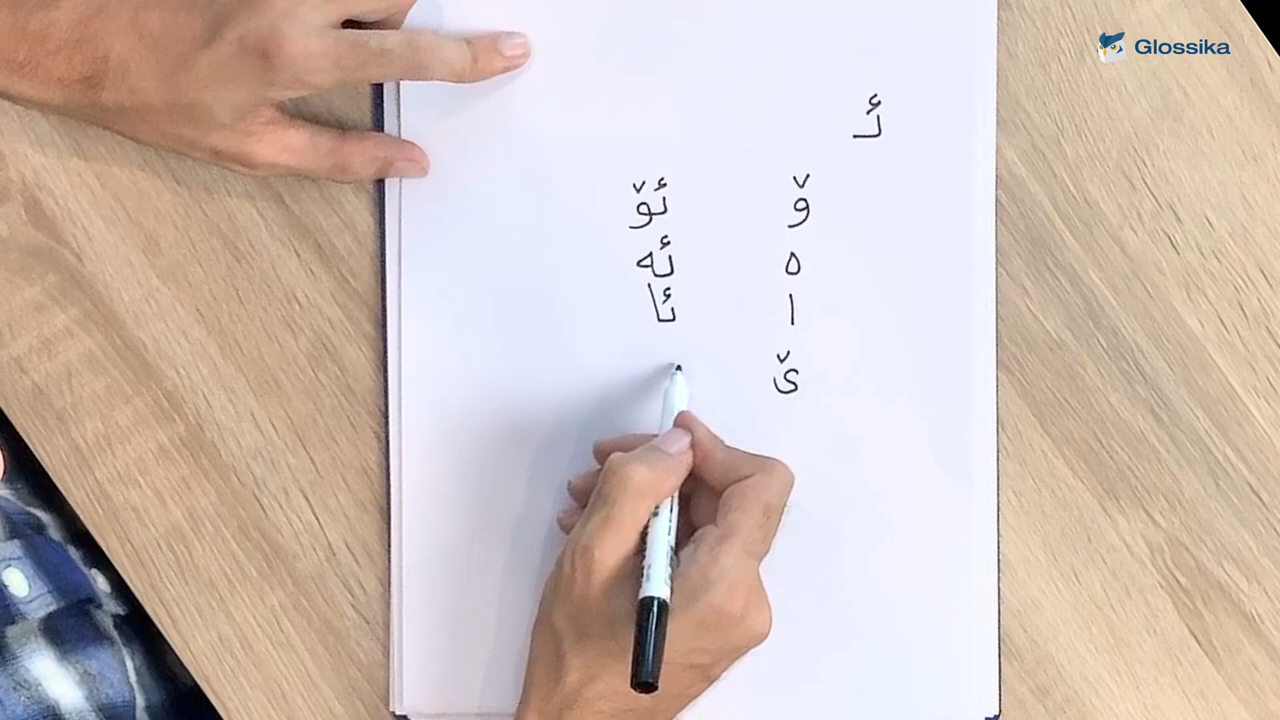 Glossika
ئـ
ۆ ئۆ
ە ئە
ا ئا
ێ